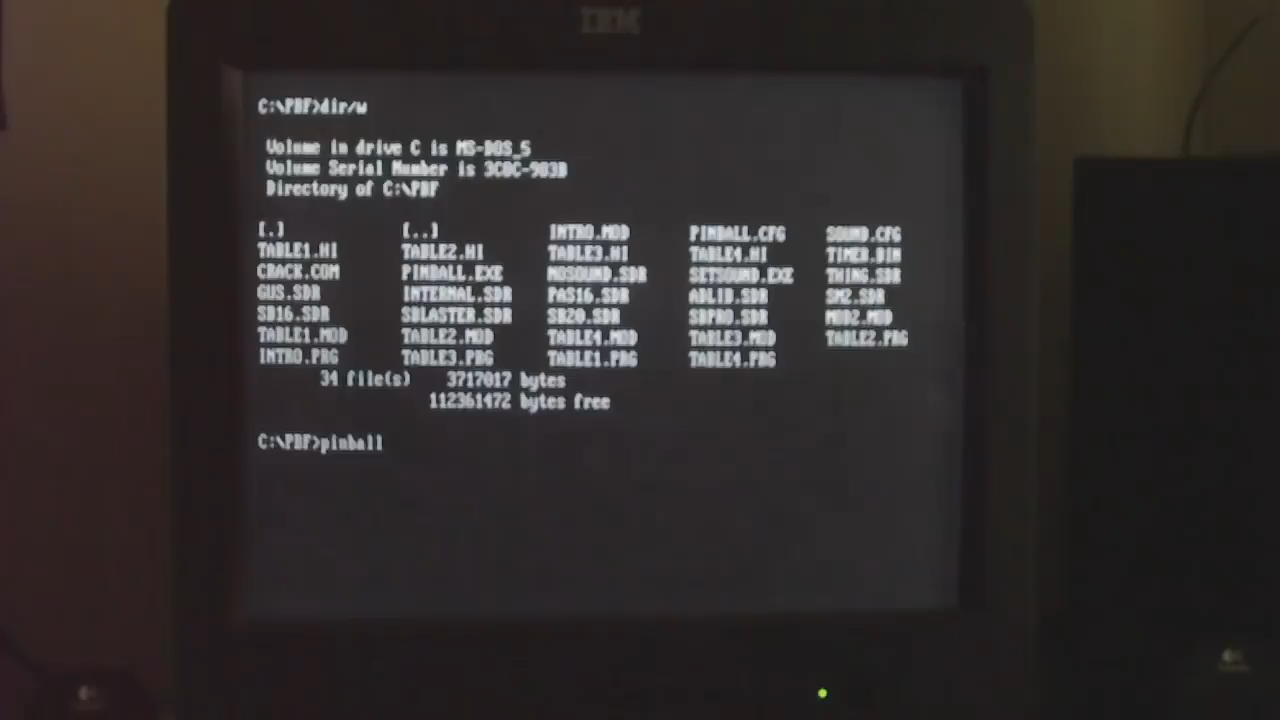 IBM
C:\PBF>dir/w
Volume in drive C is MS-DOS_5
Volume Serial Number is 3C8C-983B
Directory of C:\PBF
[.] [..] INTRO.MOD PINBALL.CFG SOUND.CFG
TABLE1.HI TABLE2.HI TABLE3.HI TABLE4.HI TIMER.BIN
CRACK.COM PINBALL.EXE NOSOUND.SDR SETSOUND.EXE THING.SDR
GUS.SDR INTERNAL.SDR PAS16.SDR ADLIB.SDR SM2.SDR
SB16.SDR SBLASTER.SDR SB20.SDR SBPRO.SDR MOD2.MOD
TABLE1.MOD TABLE2.MOD TABLE4.MOD TABLE3.MOD TABLE2.PRG
INTRO.PRG TABLE3.PRG TABLE1.PRG TABLE4.PRG
34 file(s) 3717017 bytes
112361472 bytes free
C:\PBF>pinball